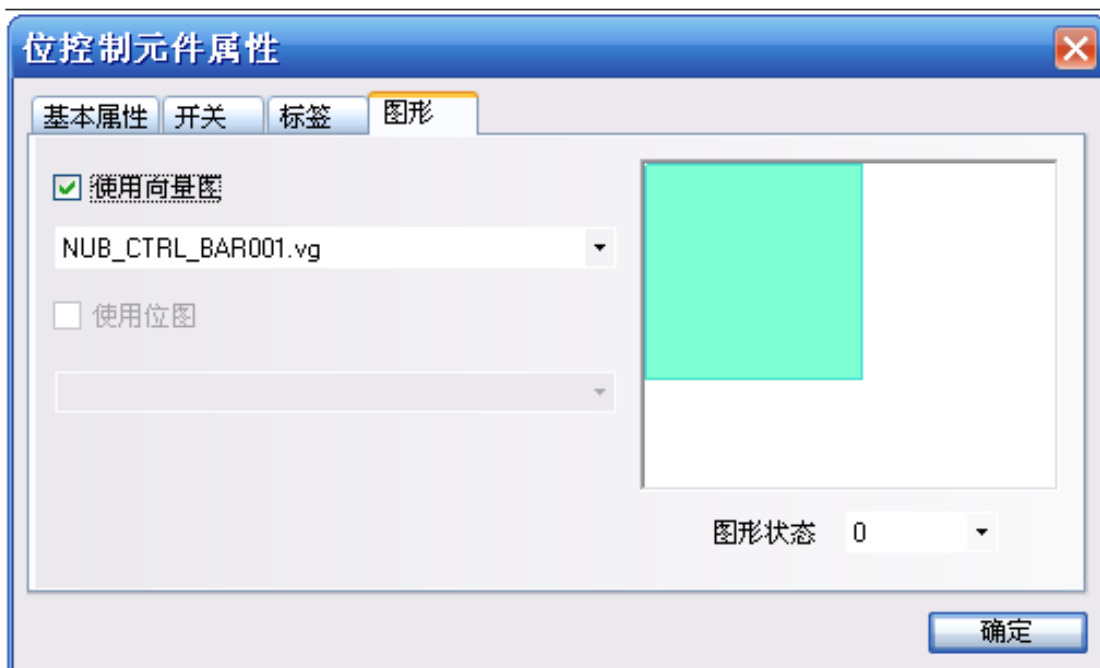 位控制元件属性
基本属性 开关 标签 图形
使用向量图
NUB_CTRL_BAR001.vg
使用位图
图形状态 0
确定